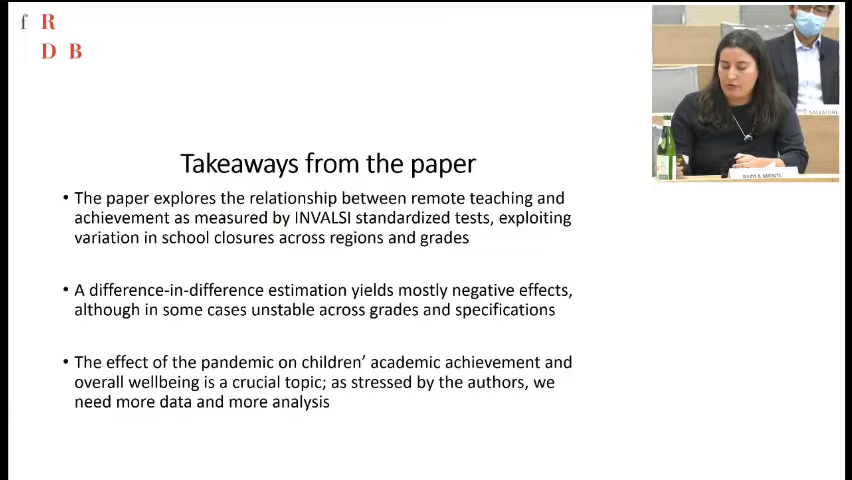 f R
D B
Takeaways from the paper
• The paper explores the relationship between remote teaching and
achievement as measured by INVALSI standardized tests, exploiting
variation in school closures across regions and grades
• A difference-in-difference estimation yields mostly negative effects,
although in some cases unstable across grades and specifications
• The effect of the pandemic on children' academic achievement and
overall wellbeing is a crucial topic; as stressed by the authors, we
need more data and more analysis
SALVATORE